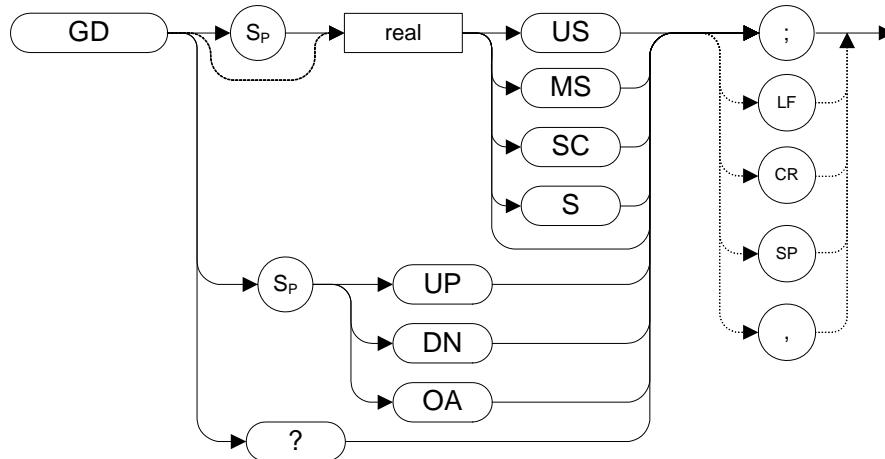 GD SP real US ;
MS LF
SC CR
S SP
SP UP
DN ,
OA
?